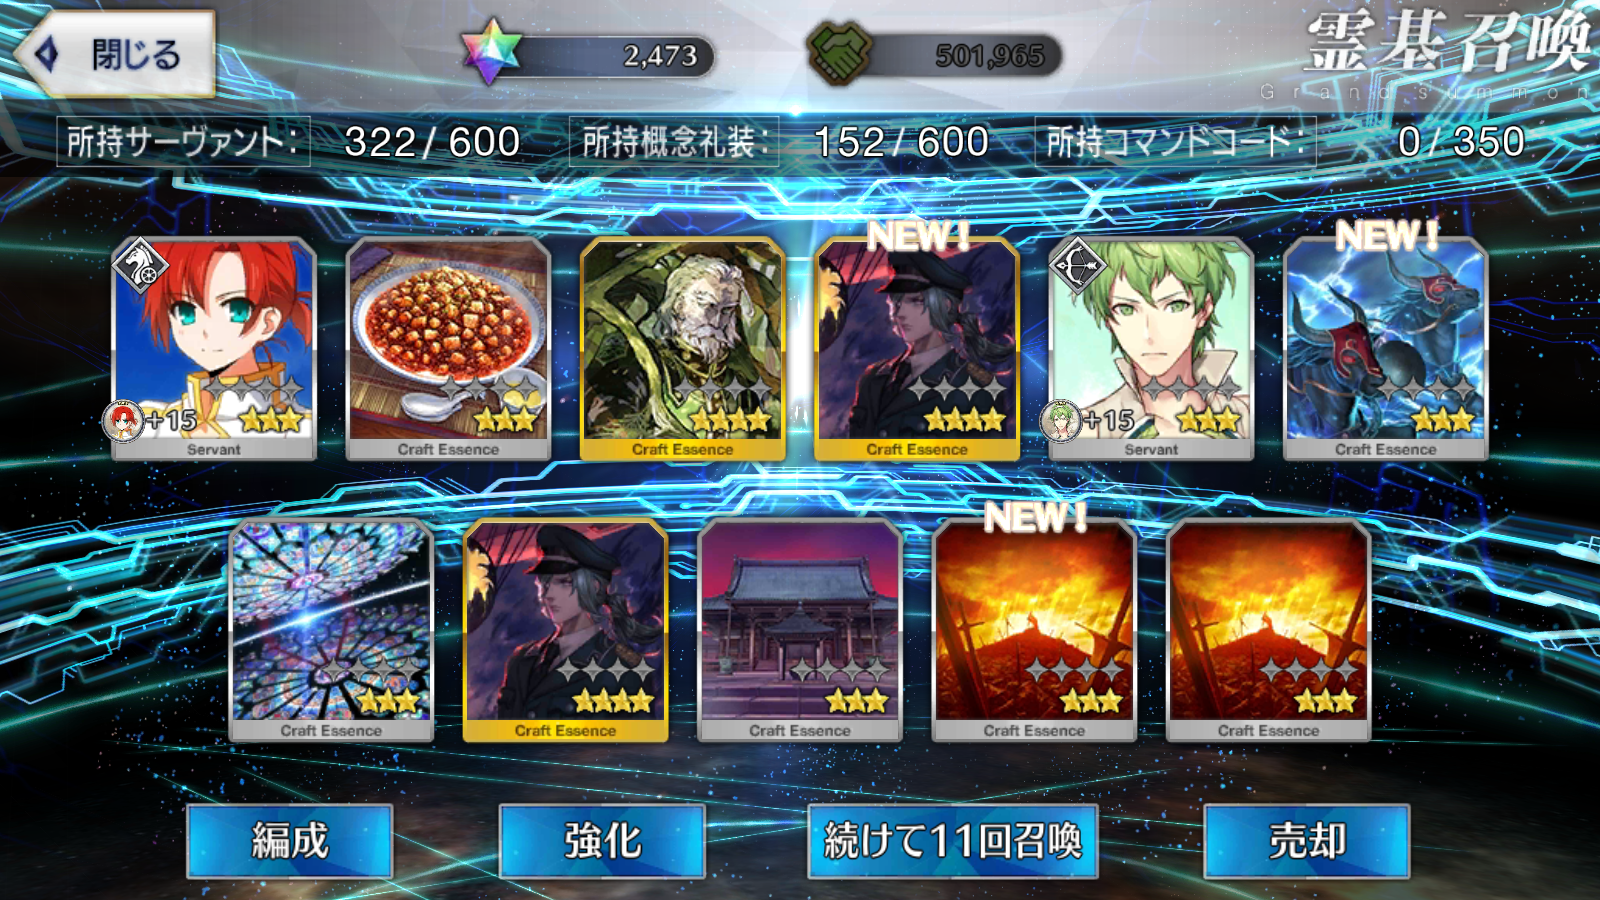 閉じる
2,473
501,965
霊基召喚
Grand summon
所持サーヴァント: 322 / 600
所持概念礼装: 152 / 600
所持コマンドコード: 0 / 350
NEW!
NEW!
+15
+15
Servant
Craft Essence
Craft Essence
Craft Essence
Servant
Craft Essence
NEW!
Craft Essence
Craft Essence
Craft Essence
Craft Essence
Craft Essence
編成
強化
続けて11回召喚
売却